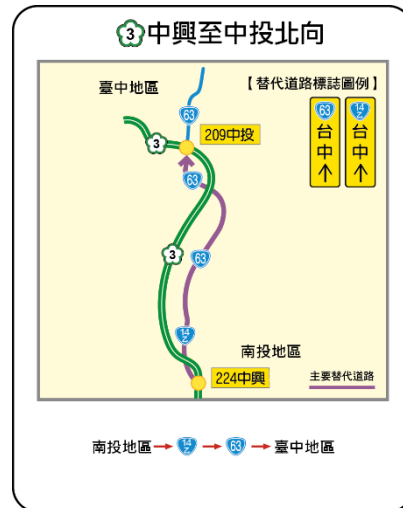 3 中興至中投北向
臺中地區
【替代道路標誌圖例】
63 台中↑
14乙 台中↑
63
209中投
3
63
3
63
14乙
南投地區
224中興
主要替代道路
南投地區→14乙→63→臺中地區